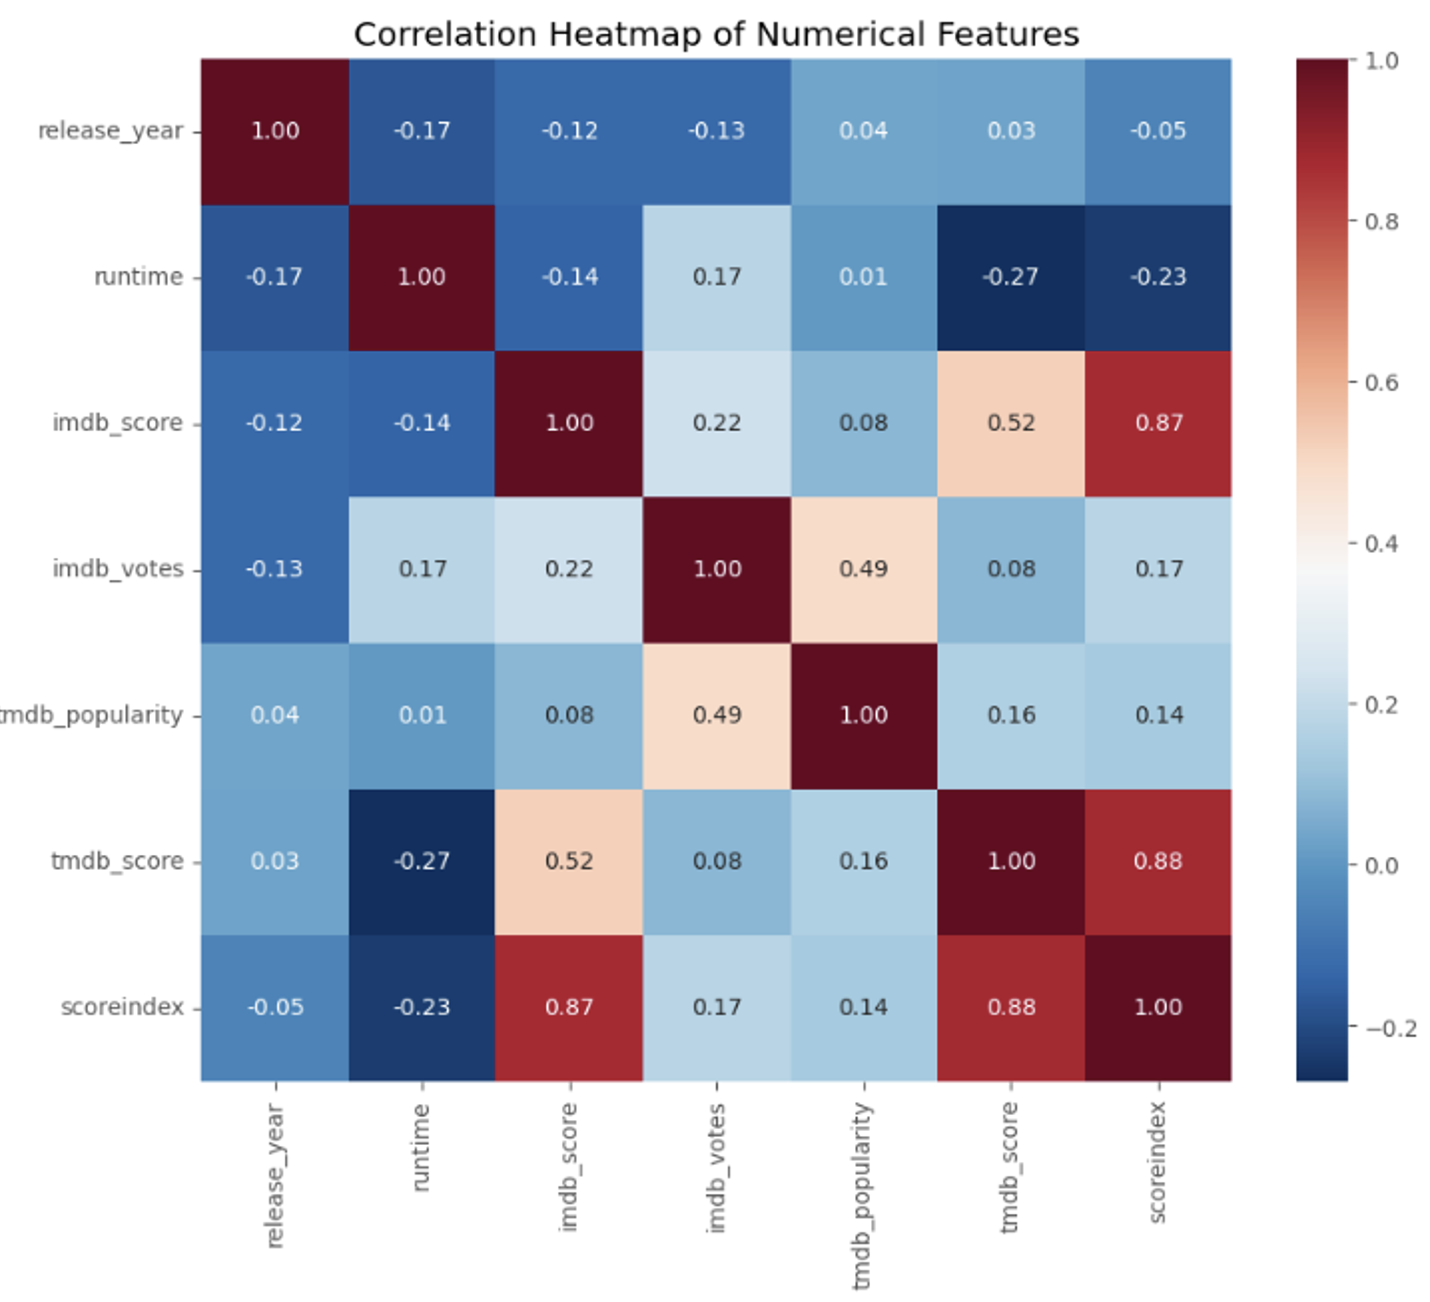 Correlation Heatmap of Numerical Features
release_year 1.00 -0.17 -0.12 -0.13 0.04 0.03 -0.05
runtime -0.17 1.00 -0.14 0.17 0.01 -0.27 -0.23
imdb_score -0.12 -0.14 1.00 0.22 0.08 0.52 0.87
imdb_votes -0.13 0.17 0.22 1.00 0.49 0.08 0.17
tmdb_popularity 0.04 0.01 0.08 0.49 1.00 0.16 0.14
tmdb_score 0.03 -0.27 0.52 0.08 0.16 1.00 0.88
scoreindex -0.05 -0.23 0.87 0.17 0.14 0.88 1.00
release_year
runtime
imdb_score
imdb_votes
tmdb_popularity
tmdb_score
scoreindex
1.0
0.8
0.6
0.4
0.2
0.0
−0.2